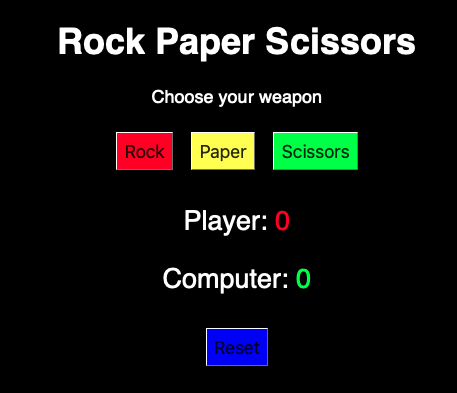 Rock Paper Scissors
Choose your weapon
Rock Paper Scissors
Player: 0
Computer: 0
Reset